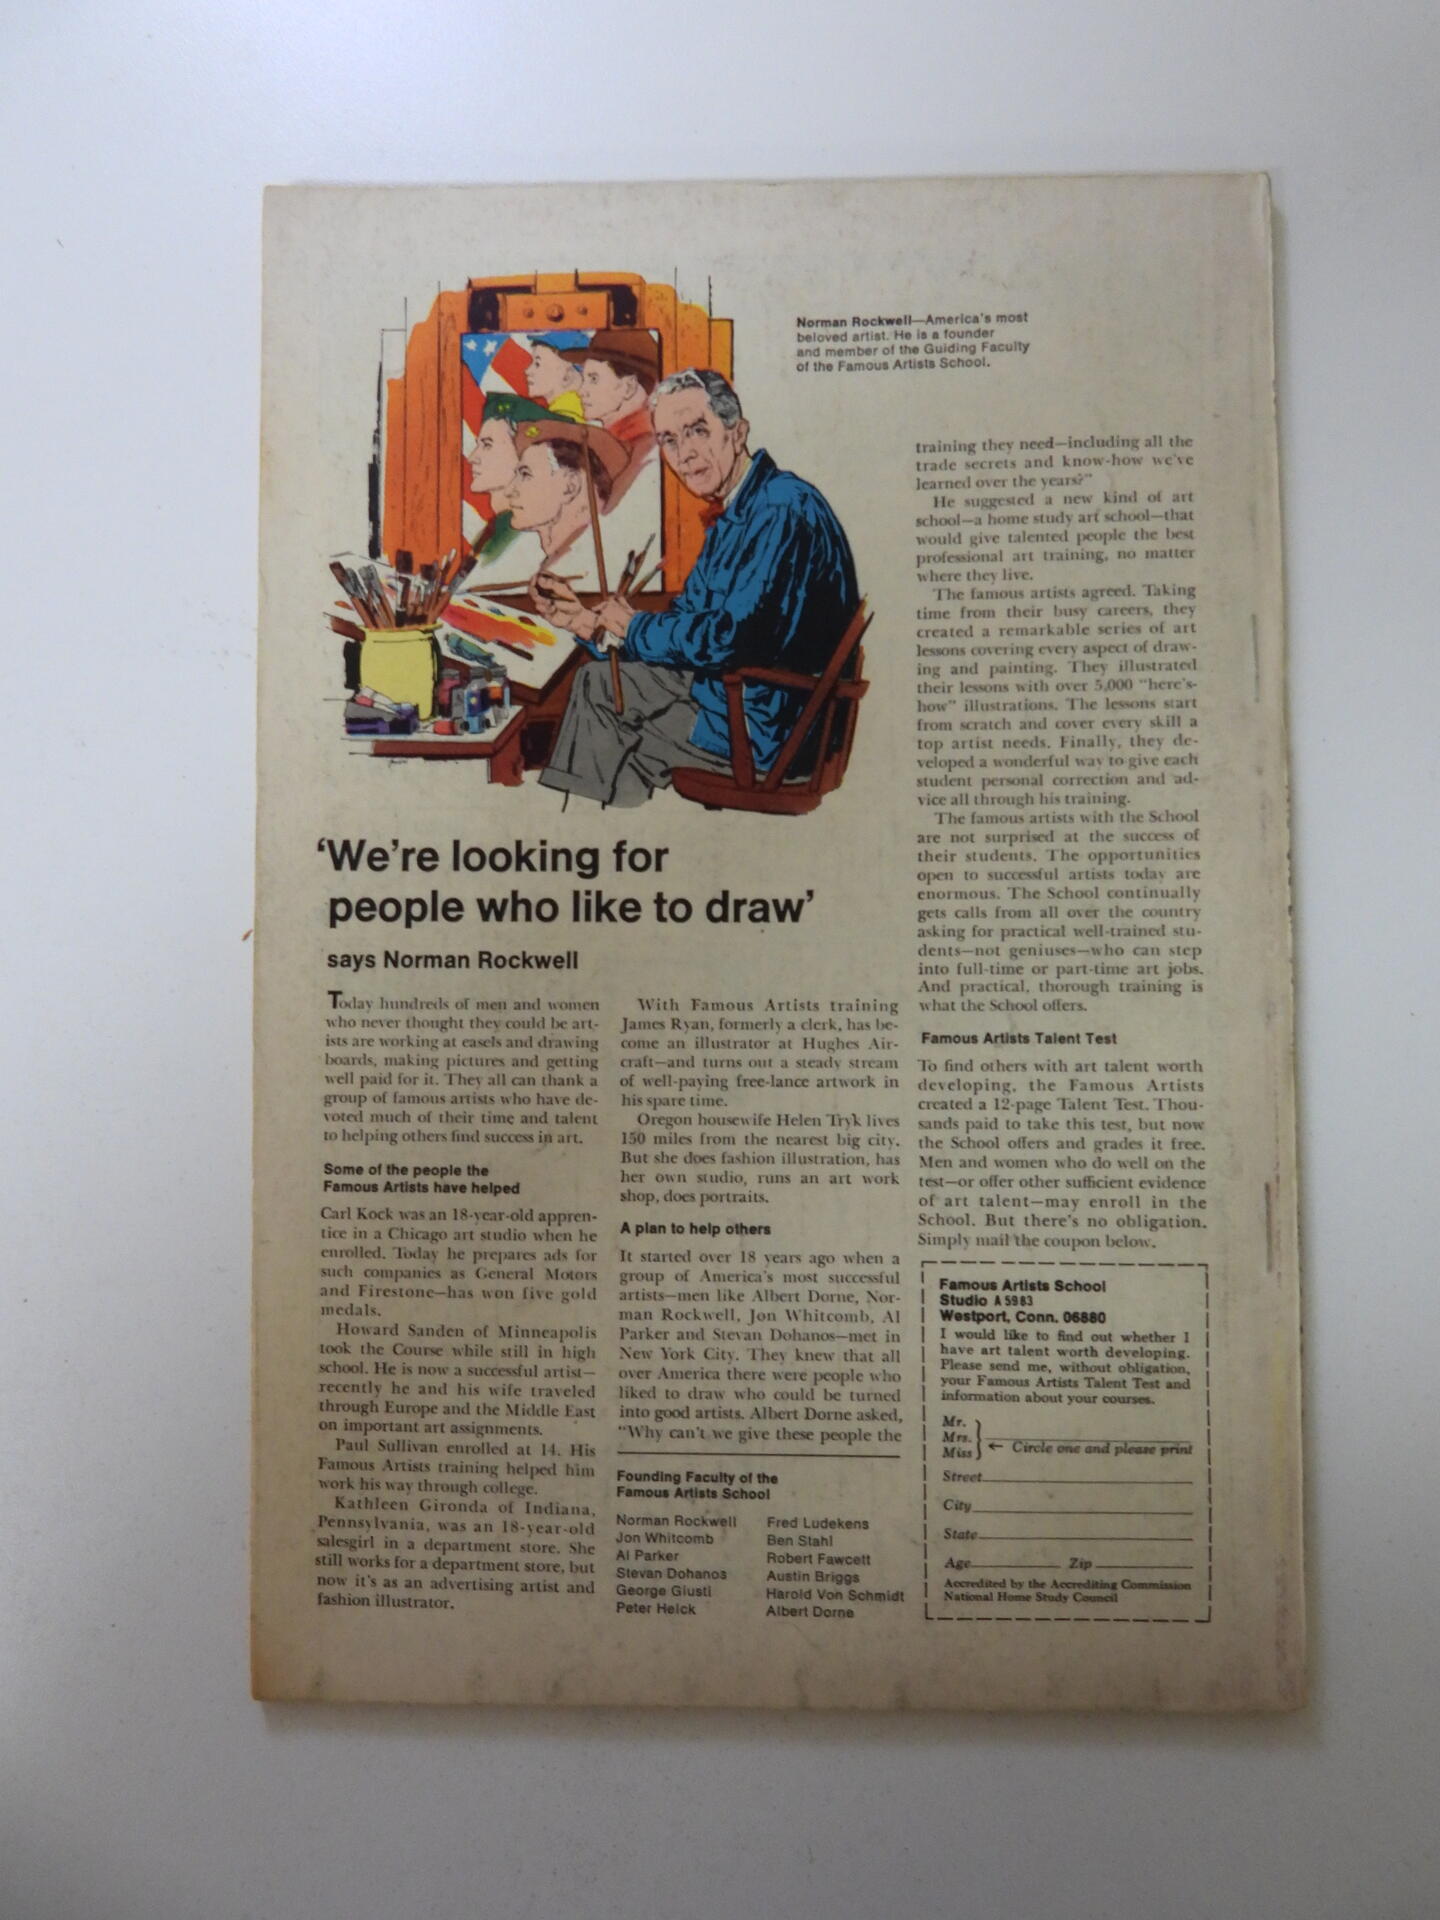 Norman Rockwell—America's most
beloved artist. He is a founder
and member of the Guiding Faculty
of the Famous Artists School.
'We're looking for
people who like to draw'
says Norman Rockwell
Today hundreds of men and women
who never thought they could be art-
ists are working at easels and drawing
boards, making pictures and getting
well paid for it. They all can thank a
group of famous artists who have de-
voted much of their time and talent
to helping others find success in art.
Some of the people the
Famous Artists have helped
Carl Kock was an 18-year-old appren-
tice in a Chicago art studio when he
enrolled. Today he prepares ads for
such companies as General Motors
and Firestone—has won five gold
medals.
Howard Sanden of Minneapolis
took the Course while still in high
school. He is now a successful artist—
recently he and his wife traveled
through Europe and the Middle East
on important art assignments.
Paul Sullivan enrolled at 14. His
Famous Artists training helped him
work his way through college.
Kathleen Gironda of Indiana,
Pennsylvania, was an 18-year-old
salesgirl in a department store. She
still works for a department store, but
now it's as an advertising artist and
fashion illustrator.
With Famous Artists training
James Ryan, formerly a clerk, has be-
come an illustrator at Hughes Air-
craft—and turns out a steady stream
of well-paying free-lance artwork in
his spare time.
Oregon housewife Helen Tryk lives
150 miles from the nearest big city.
But she does fashion illustration, has
her own studio, runs an art work
shop, does portraits.
A plan to help others
It started over 18 years ago when a
group of America's most successful
artists—men like Albert Dorne, Nor-
man Rockwell, Jon Whitcomb, Al
Parker and Stevan Dohanos—met in
New York City. They knew that all
over America there were people who
liked to draw who could be turned
into good artists. Albert Dorne asked,
"Why can't we give these people the
training they need—including all the
trade secrets and know-how we've
learned over the years?"
He suggested a new kind of art
school—a home study art school—that
would give talented people the best
professional art training, no matter
where they live.
The famous artists agreed. Taking
time from their busy careers, they
created a remarkable series of art
lessons covering every aspect of draw-
ing and painting. They illustrated
their lessons with over 5,000 "here's-
how" illustrations. The lessons start
from scratch and cover every skill a
top artist needs. Finally, they de-
veloped a wonderful way to give each
student personal correction and ad-
vice all through his training.
The famous artists with the School
are not surprised at the success of
their students. The opportunities
open to successful artists today are
enormous. The School continually
gets calls from all over the country
asking for practical well-trained stu-
dents—not geniuses—who can step
into full-time or part-time art jobs.
And practical, thorough training is
what the School offers.
Famous Artists Talent Test
To find others with art talent worth
developing, the Famous Artists
created a 12-page Talent Test. Thou-
sands paid to take this test, but now
the School offers and grades it free.
Men and women who do well on the
test—or offer other sufficient evidence
of art talent—may enroll in the
School. But there's no obligation.
Simply mail the coupon below.
Founding Faculty of the
Famous Artists School
Norman Rockwell
Jon Whitcomb
Al Parker
Stevan Dohanos
George Giusti
Peter Helck
Fred Ludekens
Ben Stahl
Robert Fawcett
Austin Briggs
Harold Von Schmidt
Albert Dorne
Famous Artists School
Studio A 5983
Westport, Conn. 06880
I would like to find out whether I
have art talent worth developing.
Please send me, without obligation,
your Famous Artists Talent Test and
information about your courses.
Mr.
Mrs.
Miss ← Circle one and please print
Street
City
State
Age Zip
Accredited by the Accrediting Commission
National Home Study Council